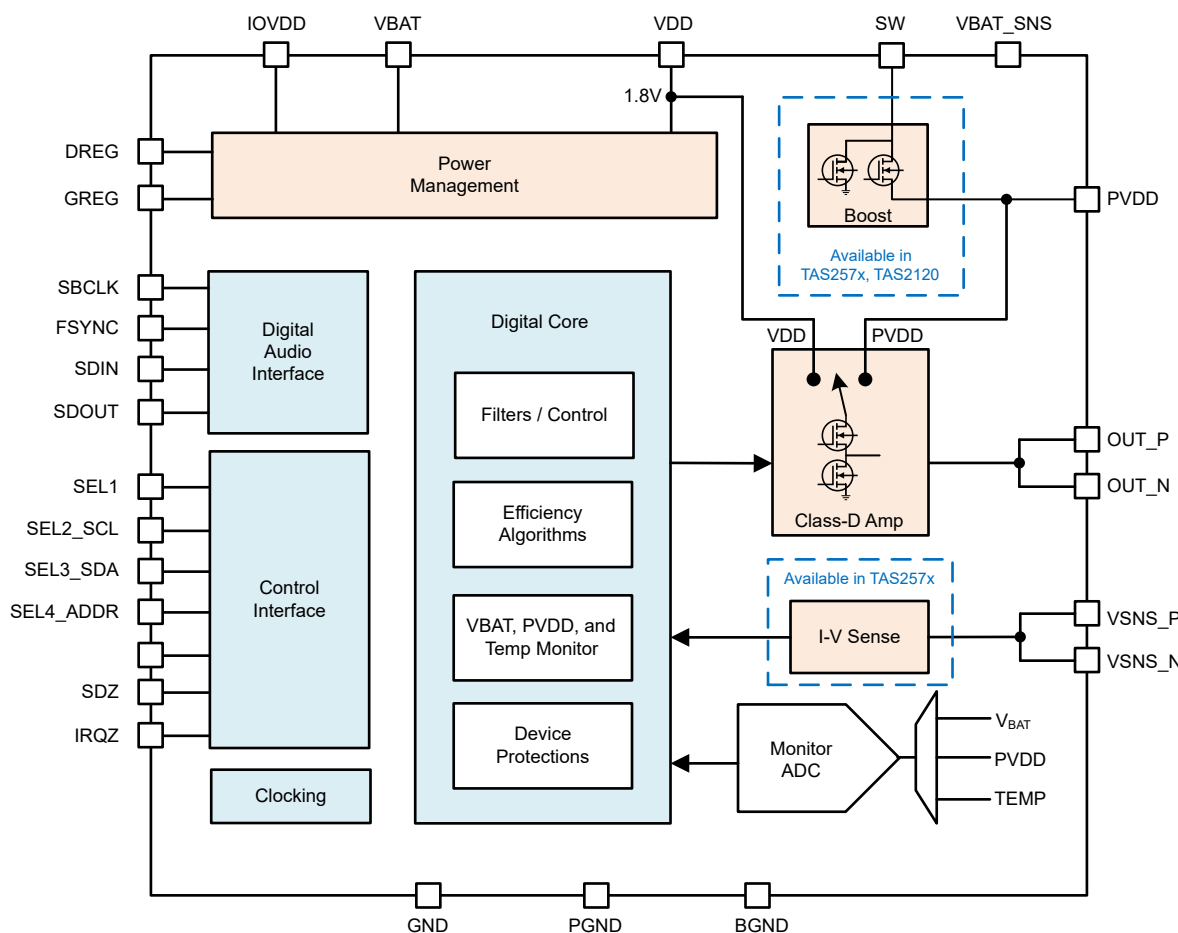 IOVDD
VBAT
VDD
SW
VBAT_SNS
1.8V
DREG
GREG
Power
Management
Boost
PVDD
Available in
TAS257x, TAS2120
SBCLK
FSYNC
SDIN
SDOUT
Digital
Audio
Interface
Digital Core
Filters / Control
Efficiency
Algorithms
VBAT, PVDD, and
Temp Monitor
Device
Protections
VDD
PVDD
Class-D Amp
OUT_P
OUT_N
SEL1
SEL2_SCL
SEL3_SDA
SEL4_ADDR
SDZ
IRQZ
Control
Interface
Clocking
Available in TAS257x
I-V Sense
VSNS_P
VSNS_N
Monitor
ADC
VBAT
PVDD
TEMP
GND
PGND
BGND